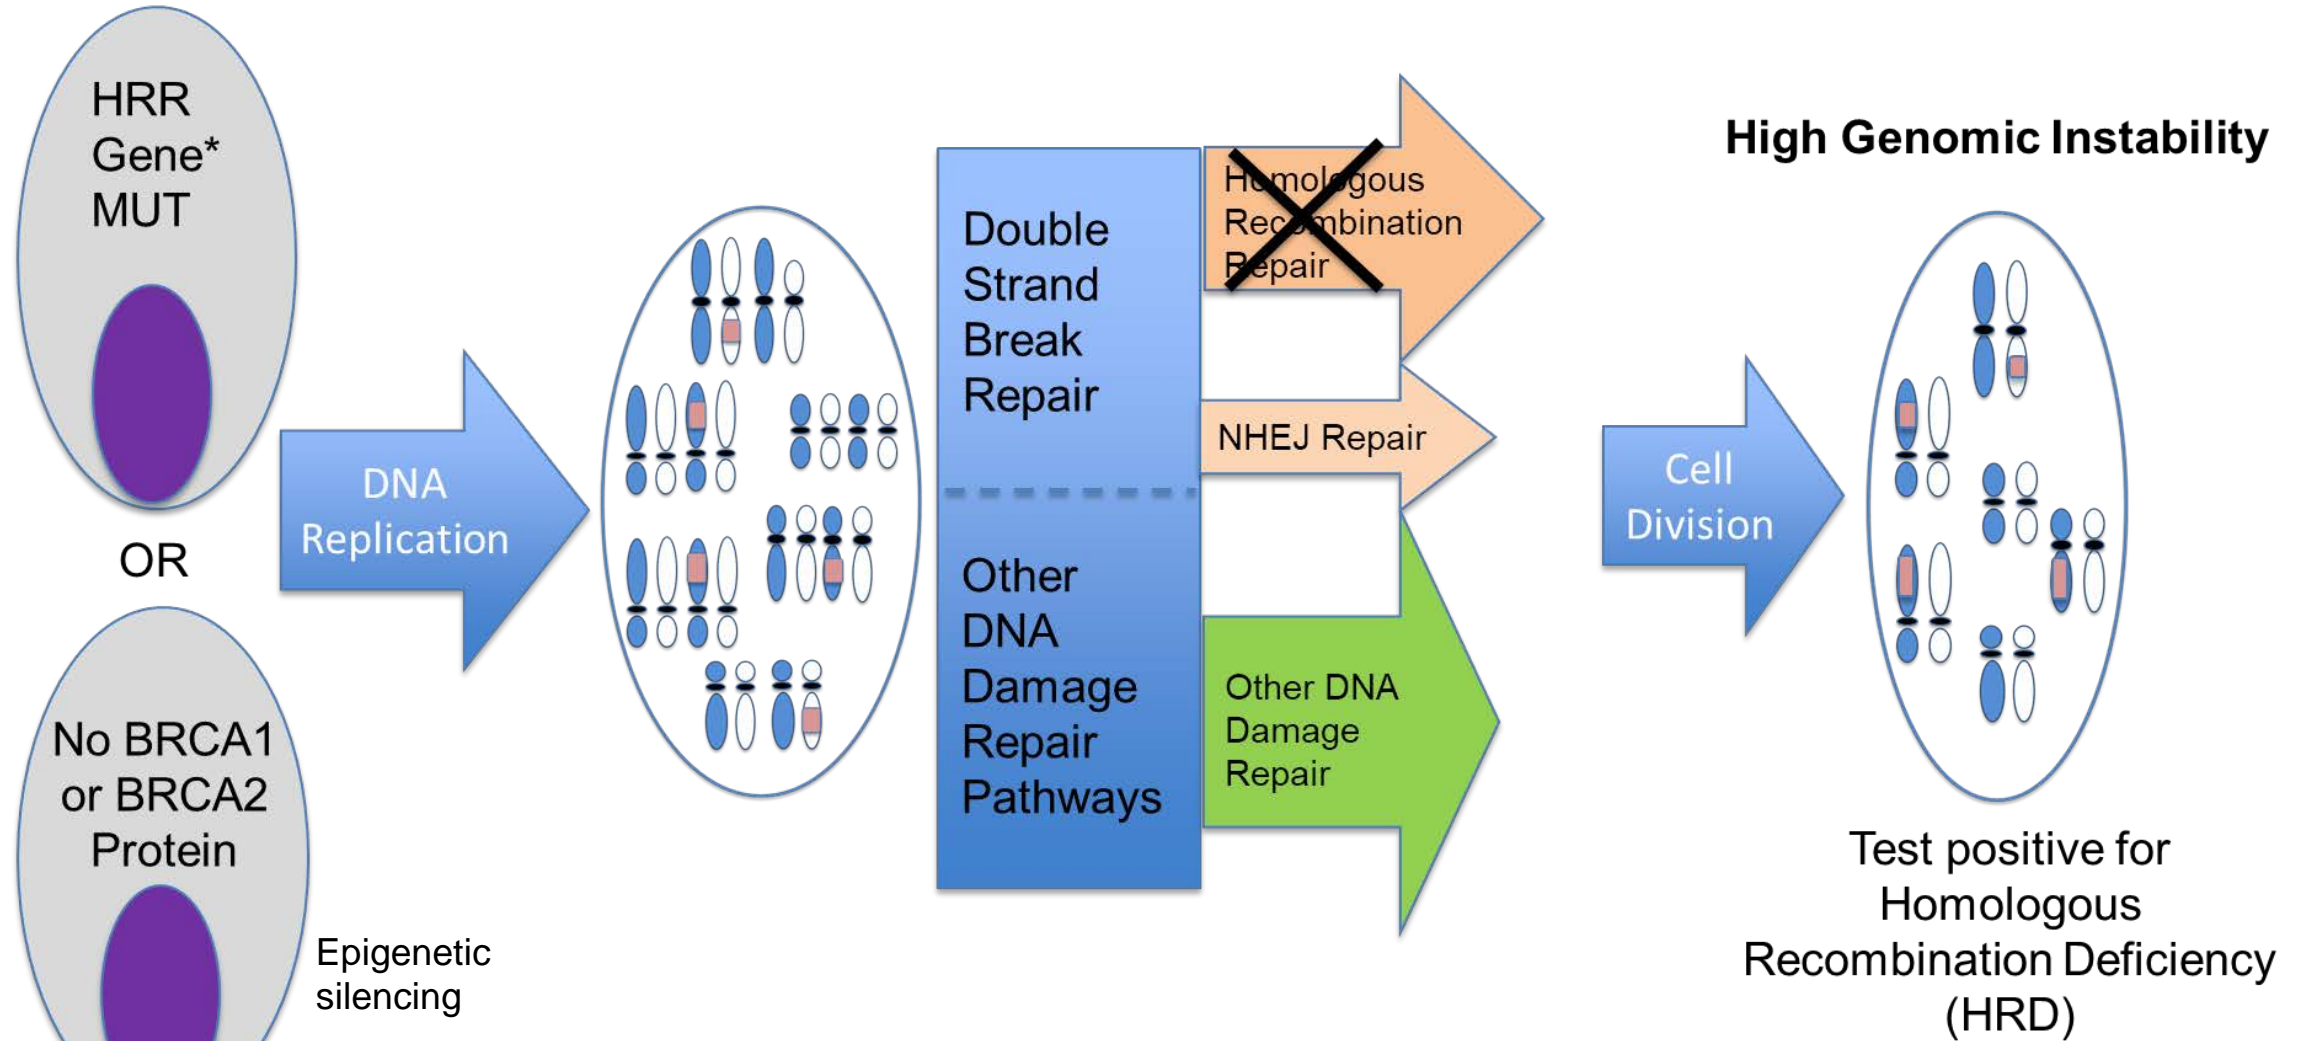 HRR
Gene*
MUT
OR
No BRCA1
or BRCA2
Protein
Epigenetic
silencing
DNA
Replication
Double
Strand
Break
Repair
Other
DNA
Damage
Repair
Pathways
Homologous
Recombination
Repair
NHEJ Repair
Other DNA
Damage
Repair
Cell
Division
High Genomic Instability
Test positive for
Homologous
Recombination Deficiency
(HRD)